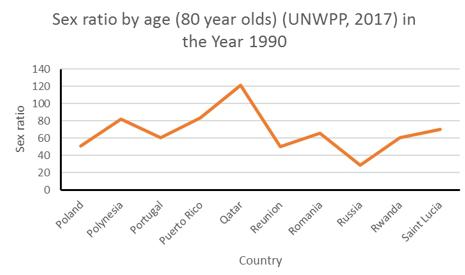 Sex ratio by age (80 year olds) (UNWPP, 2017) in
the Year 1990
140
120
100
80
60
40
20
0
Sex ratio
Poland
Polynesia
Portugal
Puerto Rico
Qatar
Reunion
Romania
Russia
Rwanda
Saint Lucia
Country